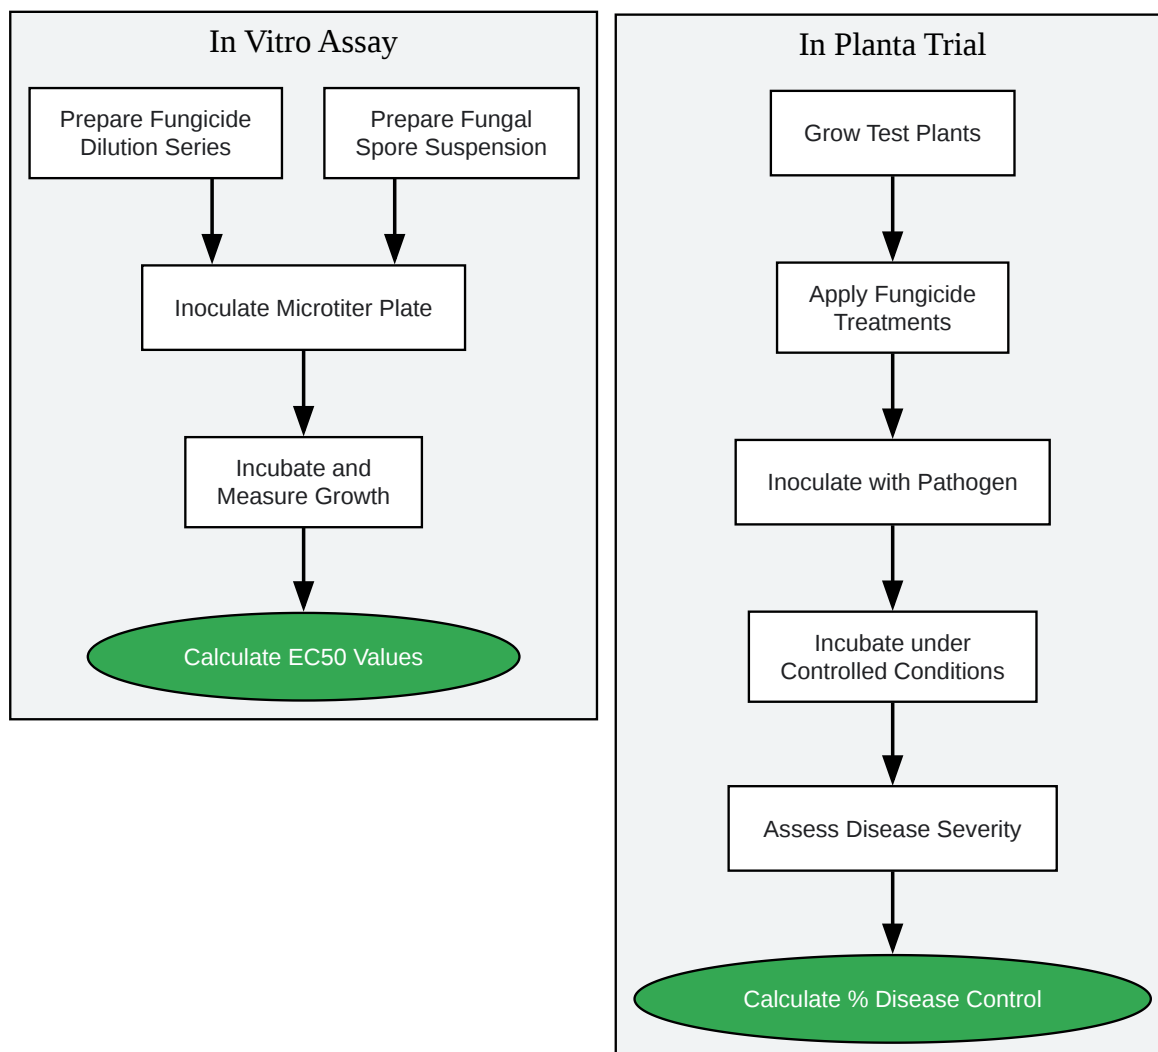 In Vitro Assay
Prepare Fungicide
Dilution Series
Prepare Fungal
Spore Suspension
Inoculate Microtiter Plate
Incubate and
Measure Growth
Calculate EC50 Values
In Planta Trial
Grow Test Plants
Apply Fungicide
Treatments
Inoculate with Pathogen
Incubate under
Controlled Conditions
Assess Disease Severity
Calculate % Disease Control